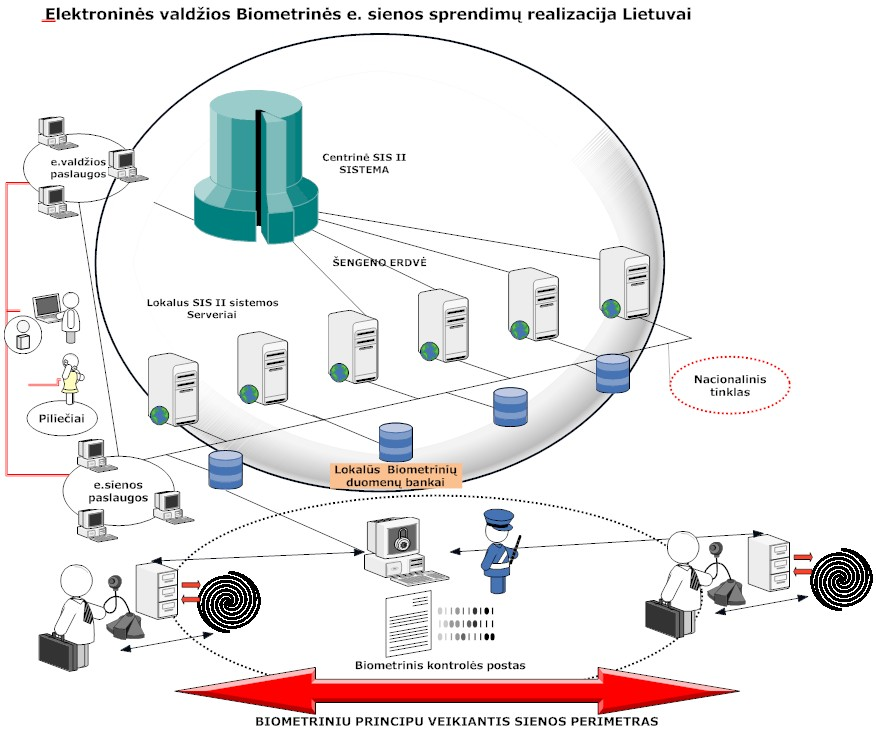 Elektroninės valdžios Biometrinės e. sienos sprendimų realizacija Lietuvai
e.valdžios
paslaugos
Centrinė SIS II
SISTEMA
ŠENGENO ERDVĖ
Lokalus SIS II sistemos
Serveriai
Nacionalinis
tinklas
Piliečiai
Lokalūs Biometrinių
duomenų bankai
e.sienos
paslaugos
Biometrinis kontrolės postas
BIOMETRINIU PRINCIPU VEIKIANTIS SIENOS PERIMETRAS